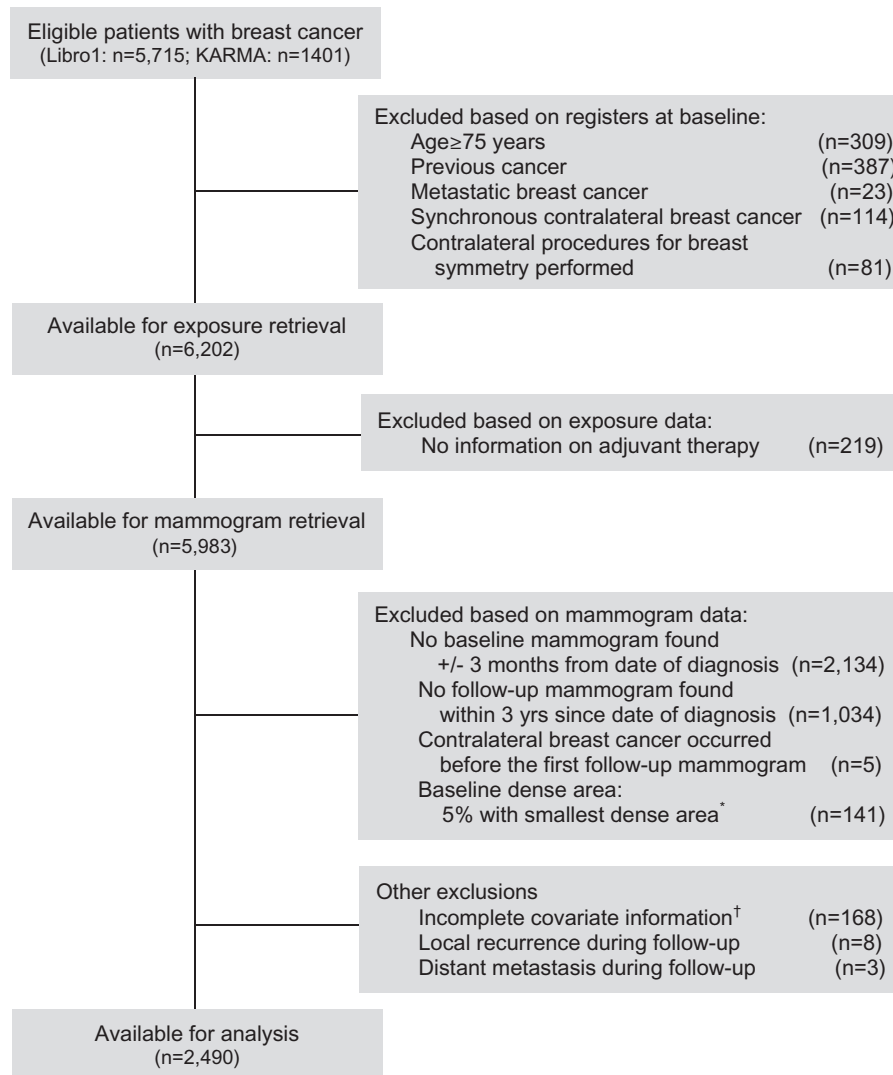 Eligible patients with breast cancer
(Libro1: n=5,715; KARMA: n=1401)
Excluded based on registers at baseline:
Age≥75 years (n=309)
Previous cancer (n=387)
Metastatic breast cancer (n=23)
Synchronous contralateral breast cancer (n=114)
Contralateral procedures for breast
symmetry performed (n=81)
Available for exposure retrieval
(n=6,202)
Excluded based on exposure data:
No information on adjuvant therapy (n=219)
Available for mammogram retrieval
(n=5,983)
Excluded based on mammogram data:
No baseline mammogram found
+/- 3 months from date of diagnosis (n=2,134)
No follow-up mammogram found
within 3 yrs since date of diagnosis (n=1,034)
Contralateral breast cancer occurred
before the first follow-up mammogram (n=5)
Baseline dense area:
5% with smallest dense area* (n=141)
Other exclusions
Incomplete covariate information† (n=168)
Local recurrence during follow-up (n=8)
Distant metastasis during follow-up (n=3)
Available for analysis
(n=2,490)